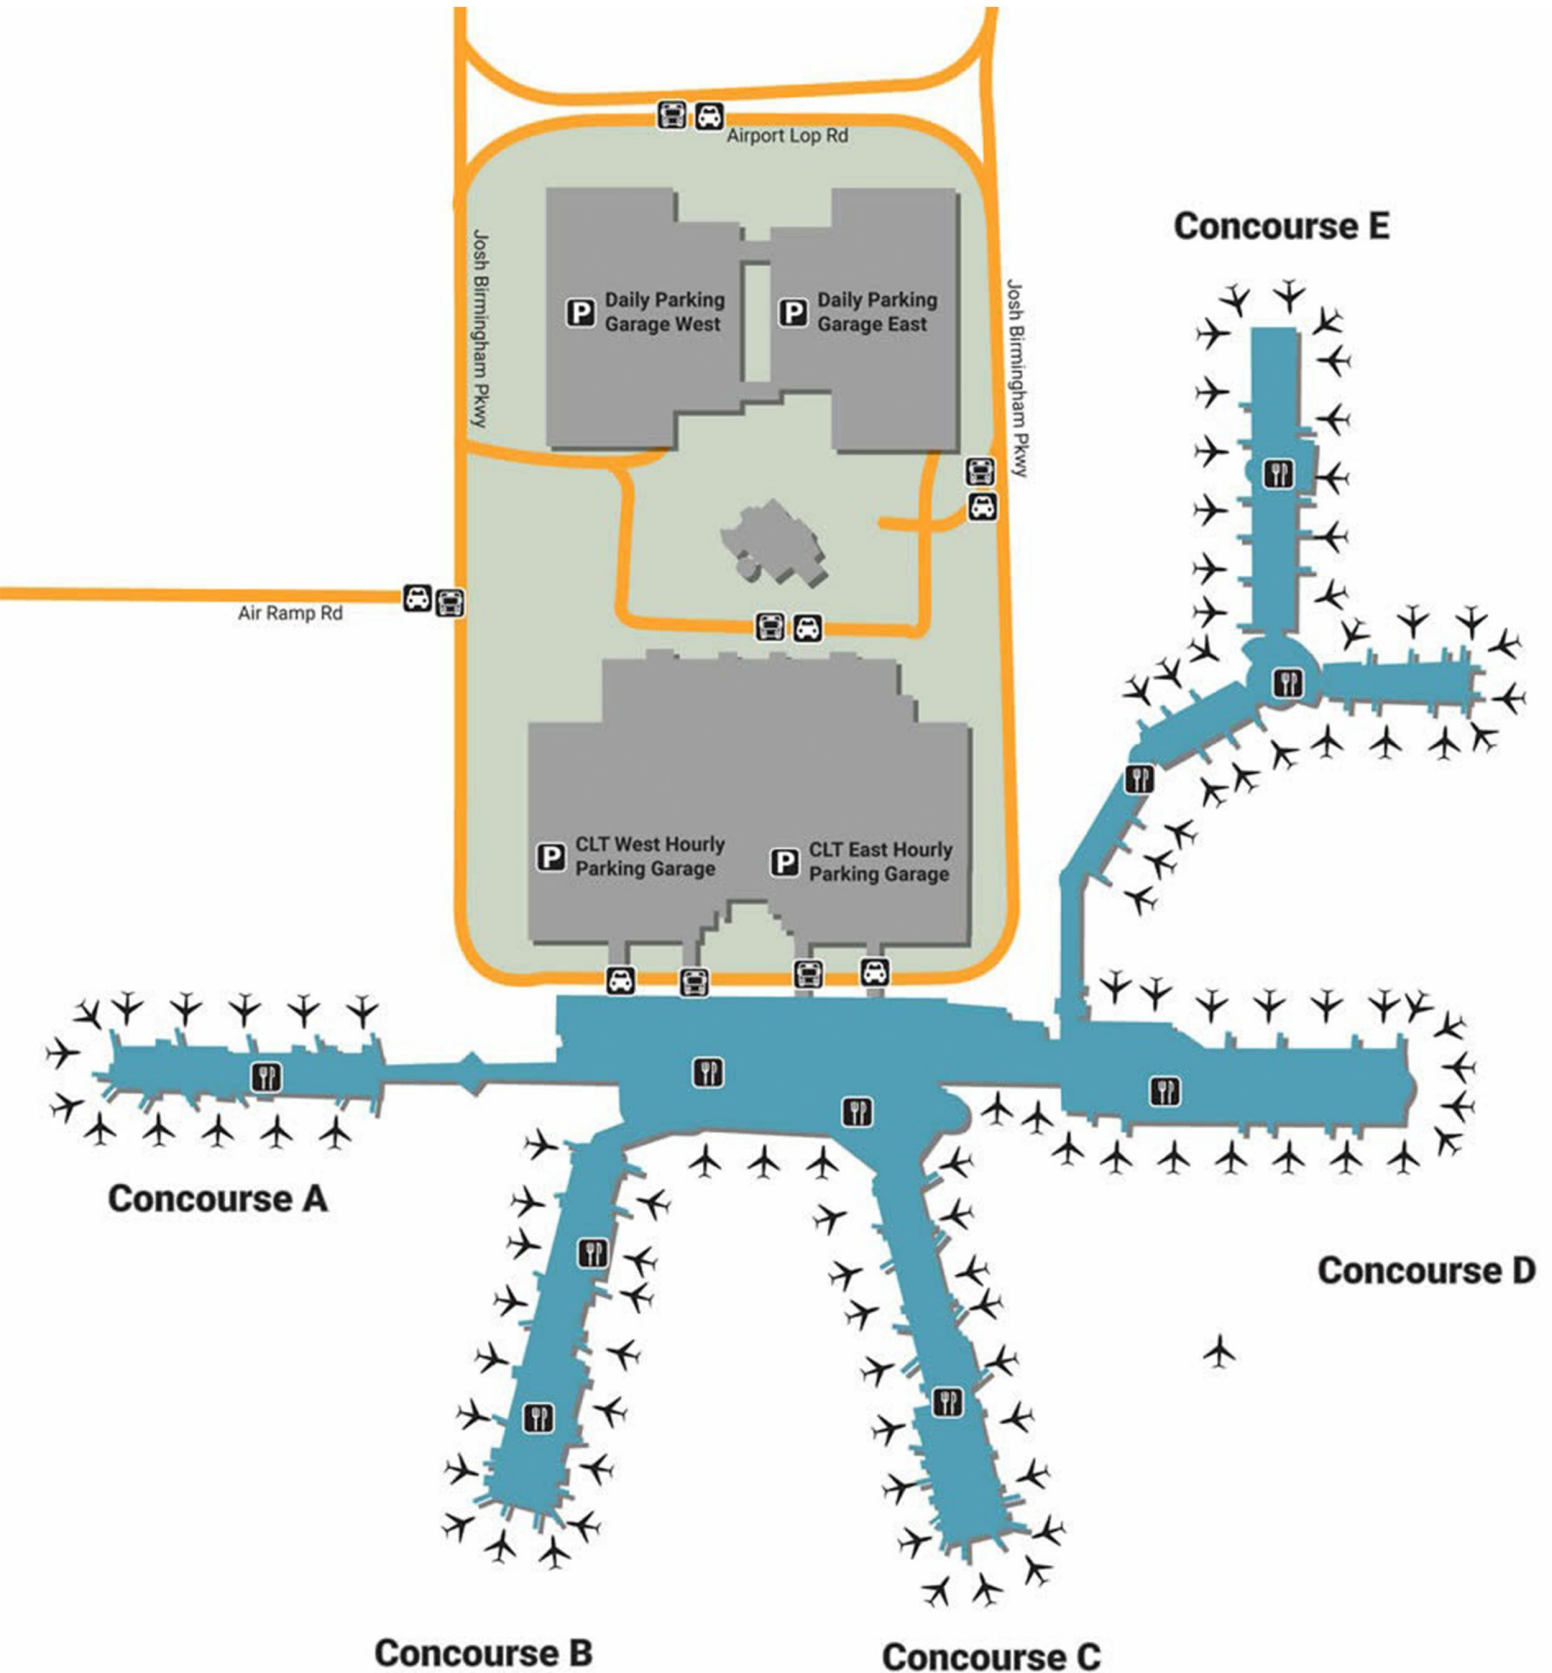 Airport Lop Rd
Concourse E
Josh Birmingham Pkwy
Josh Birmingham Pkwy
P
Daily Parking
Garage West
P
Daily Parking
Garage East
Air Ramp Rd
P
CLT West Hourly
Parking Garage
P
CLT East Hourly
Parking Garage
Concourse A
Concourse D
Concourse B
Concourse C